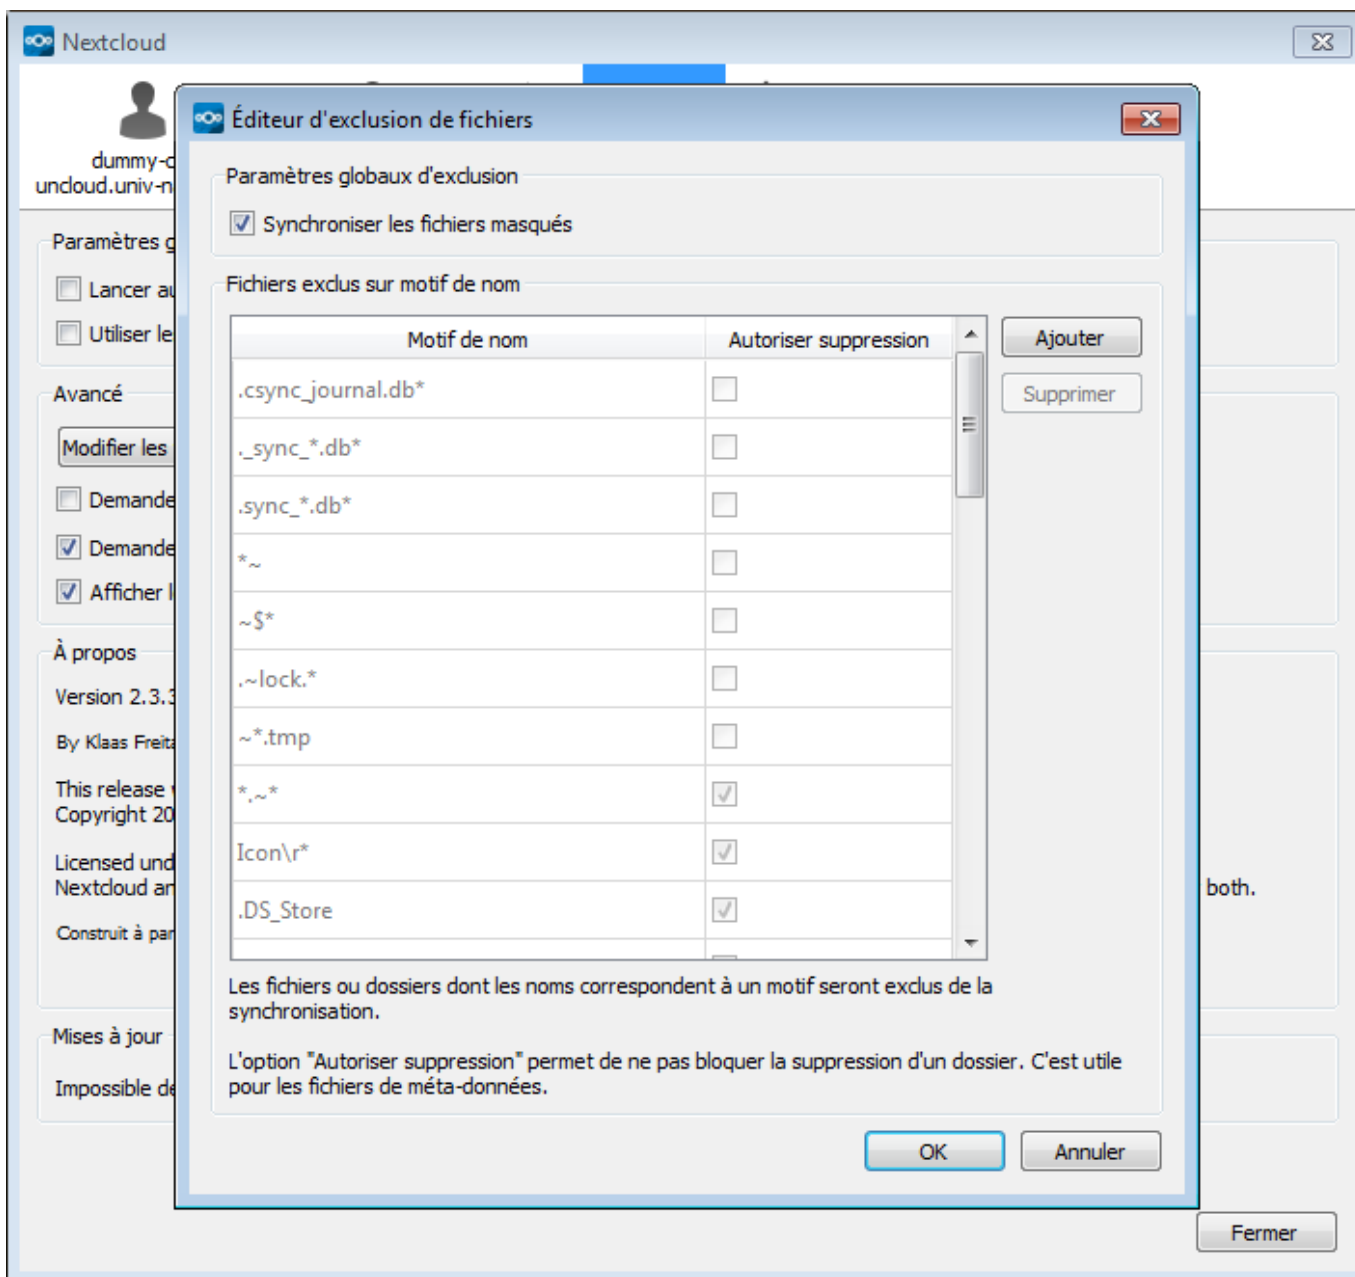 Nextcloud
Éditeur d'exclusion de fichiers
dummy-c
uncloud.univ-n
Paramètres globaux d'exclusion
Synchroniser les fichiers masqués
Paramètres g
Lancer au
Utiliser le
Fichiers exclus sur motif de nom
Motif de nom Autoriser suppression
Ajouter
Supprimer
.csync_journal.db*
._sync_*.db*
.sync_*.db*
*~
~$*
.~lock.*
~*.tmp
*.~*
Icon\r*
.DS_Store
Avancé
Modifier les
Demande
Demande
Afficher l
À propos
Version 2.3.3
By Klaas Freita
This release
Copyright 20
Licensed und
Nextcloud an both.
Construit à par
Les fichiers ou dossiers dont les noms correspondent à un motif seront exclus de la
synchronisation.
L'option "Autoriser suppression" permet de ne pas bloquer la suppression d'un dossier. C'est utile
pour les fichiers de méta-données.
Mises à jour
Impossible de
OK
Annuler
Fermer